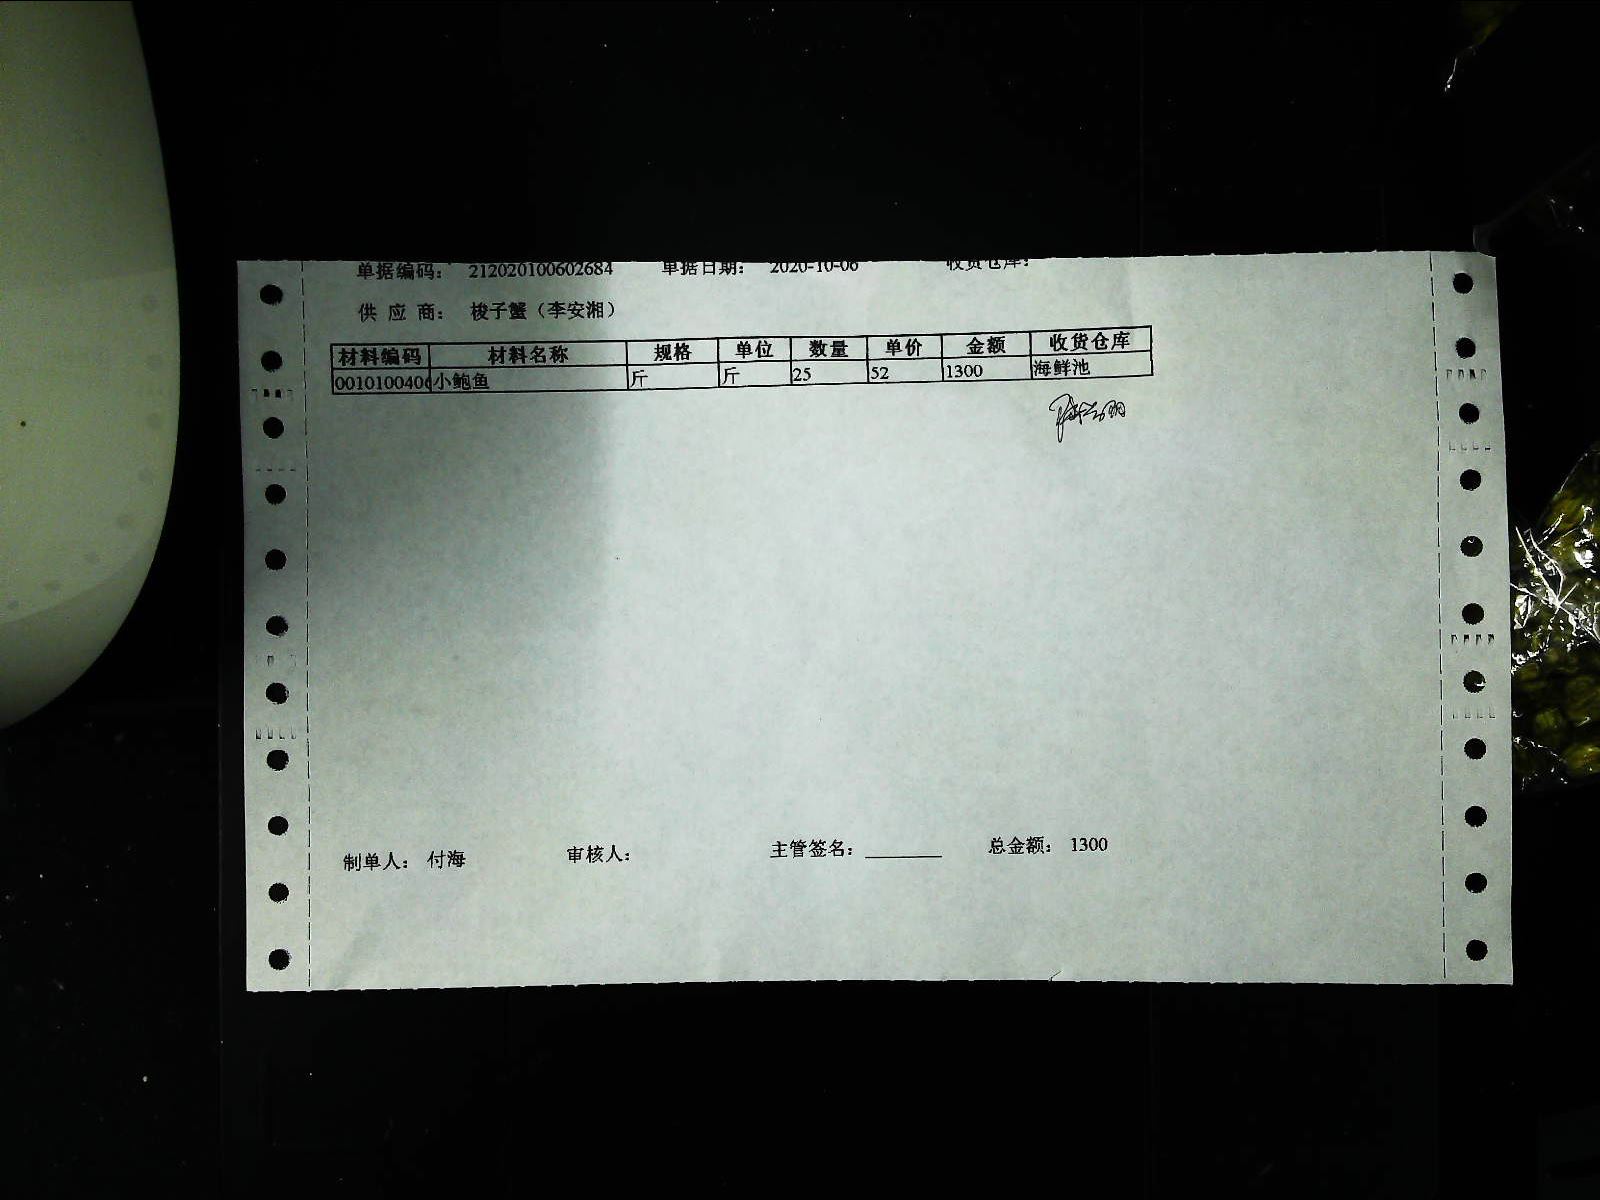 单据编码： 212020100602684 单据日期： 2020-10-06 收货仓库：
供 应 商： 梭子蟹（李安湘）
材料编码 材料名称 规格 单位 数量 单价 金额 收货仓库
0010100406 小鲍鱼 斤 斤 25 52 1300 海鲜池
制单人： 付海 审核人： 主管签名： 总金额： 1300